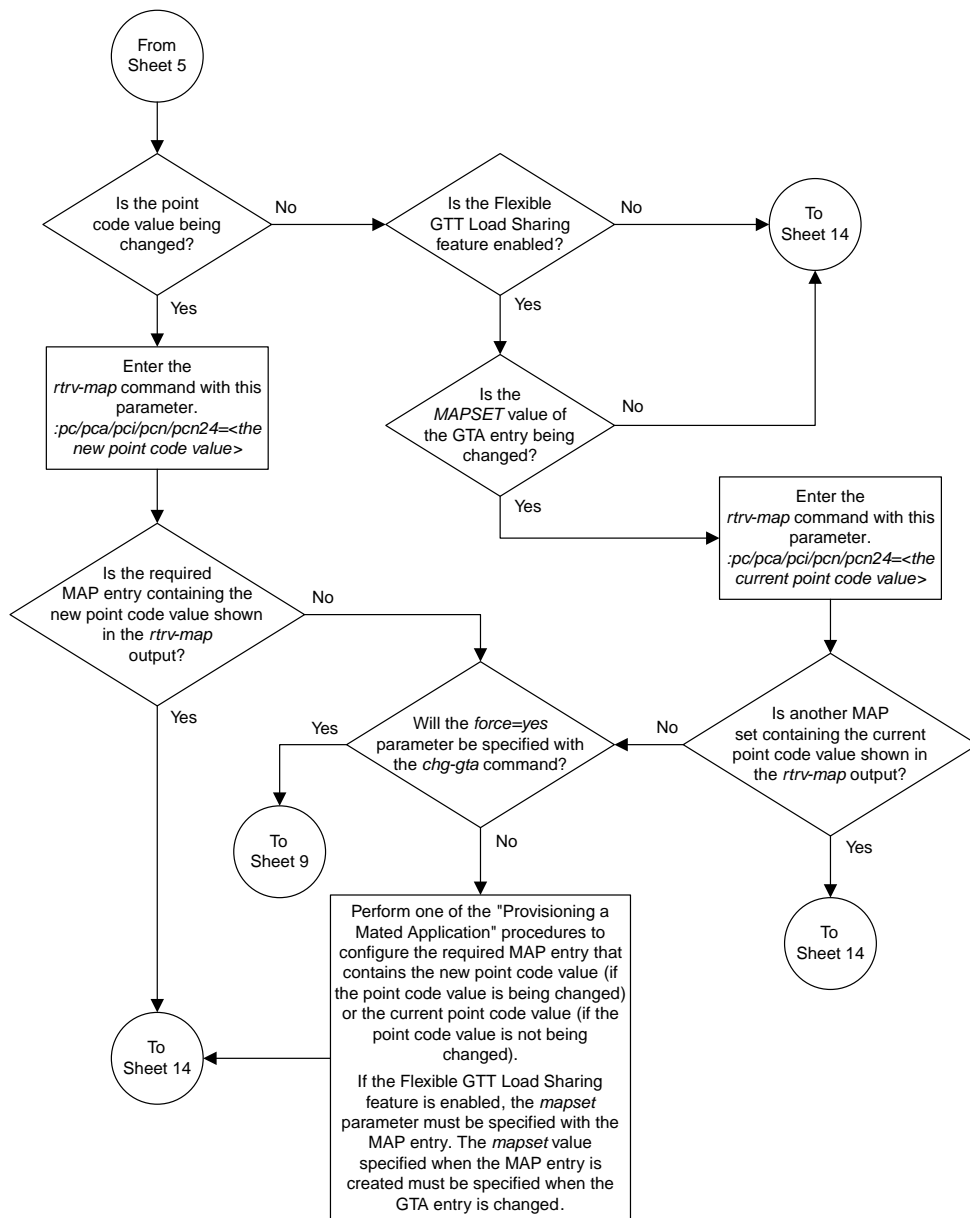 From
Sheet 5
Is the point
code value being
changed?
No
Yes
Is the Flexible
GTT Load Sharing
feature enabled?
No
Yes
To
Sheet 14
Enter the
rtrv-map command with this
parameter.
:pc/pca/pci/pcn/pcn24=<the
new point code value>
Is the
MAPSET value of
the GTA entry being
changed?
No
Yes
Enter the
rtrv-map command with this
parameter.
:pc/pca/pci/pcn/pcn24=<the
current point code value>
Is the required
MAP entry containing the
new point code value shown
in the rtrv-map
output?
No
Yes
Will the force=yes
parameter be specified with
the chg-gta command?
Yes
No
Is another MAP
set containing the current
point code value shown in
the rtrv-map output?
No
Yes
To
Sheet 9
To
Sheet 14
Perform one of the "Provisioning a
Mated Application" procedures to
configure the required MAP entry that
contains the new point code value (if
the point code value is being changed)
or the current point code value (if the
point code value is not being
changed).
If the Flexible GTT Load Sharing
feature is enabled, the mapset
parameter must be specified with the
MAP entry. The mapset value
specified when the MAP entry is
created must be specified when the
GTA entry is changed.
To
Sheet 14